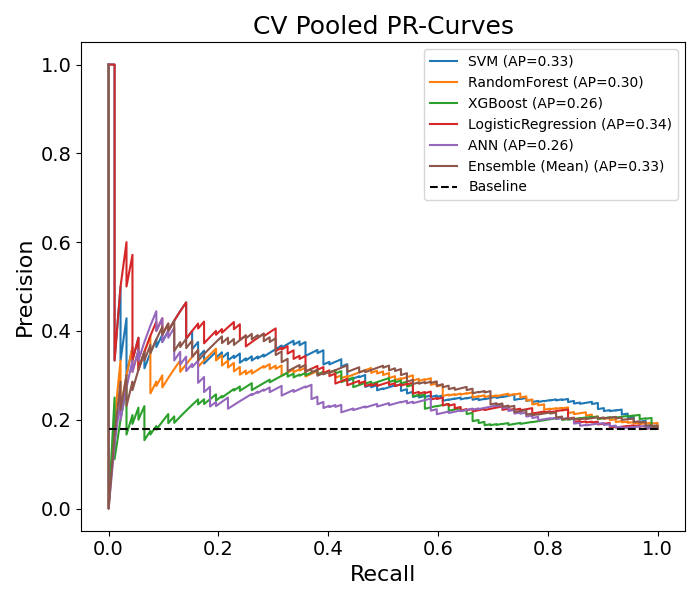 CV Pooled PR-Curves
SVM (AP=0.33)
RandomForest (AP=0.30)
XGBoost (AP=0.26)
LogisticRegression (AP=0.34)
ANN (AP=0.26)
Ensemble (Mean) (AP=0.33)
Baseline
Precision
1.0
0.8
0.6
0.4
0.2
0.0
0.0 0.2 0.4 0.6 0.8 1.0
Recall